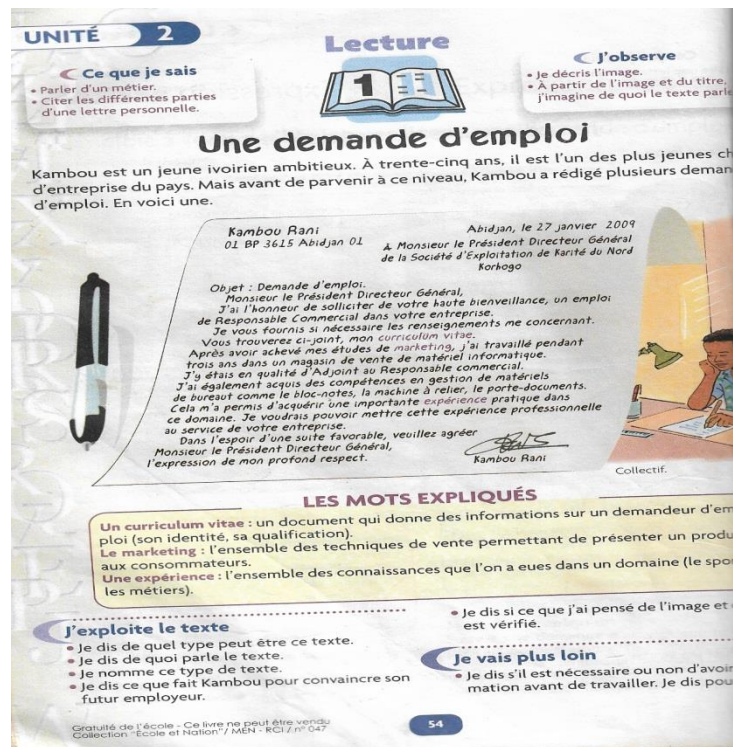 UNITÉ 2
Lecture
1
Ce que je sais
• Parler d'un métier.
• Citer les différentes parties
d'une lettre personnelle.
J'observe
• Je décris l'image.
• À partir de l'image et du titre,
j'imagine de quoi le texte parle
Une demande d'emploi
Kambou est un jeune ivoirien ambitieux. À trente-cinq ans, il est l'un des plus jeunes ch
d'entreprise du pays. Mais avant de parvenir à ce niveau, Kambou a rédigé plusieurs deman
d'emploi. En voici une.
Kambou Rani
01 BP 3615 Abidjan 01
Abidjan, le 27 janvier 2009
à Monsieur le Président Directeur Général
de la Société d'Exploitation de Karité du Nord
Korhogo
Objet : Demande d'emploi.
Monsieur le Président Directeur Général,
J'ai l'honneur de solliciter de votre haute bienveillance, un emploi
de Responsable Commercial dans votre entreprise.
Je vous fournis si nécessaire les renseignements me concernant.
Vous trouverez ci-joint, mon curriculum vitae.
Après avoir achevé mes études de marketing, j'ai travaillé pendant
trois ans dans un magasin de vente de matériel informatique.
J'y étais en qualité d'Adjoint au Responsable commercial.
J'ai également acquis des compétences en gestion de matériels
de bureaut comme le bloc-notes, la machine à relier, le porte-documents.
Cela m'a permis d'acquérir une importante expérience pratique dans
ce domaine. Je voudrais pouvoir mettre cette expérience professionnelle
au service de votre entreprise.
Dans l'espoir d'une suite favorable, veuillez agréer
Monsieur le Président Directeur Général,
l'expression de mon profond respect.
Kambou Rani
Collectif.
LES MOTS EXPLIQUÉS
Un curriculum vitae : un document qui donne des informations sur un demandeur d'em
ploi (son identité, sa qualification).
Le marketing : l'ensemble des techniques de vente permettant de présenter un produ
aux consommateurs.
Une expérience : l'ensemble des connaissances que l'on a eues dans un domaine (le spo
les métiers).
J'exploite le texte
• Je dis de quel type peut être ce texte.
• Je dis de quoi parle le texte.
• Je nomme ce type de texte.
• Je dis ce que fait Kambou pour convaincre son
futur employeur.
• Je dis si ce que j'ai pensé de l'image et
est vérifié.
Je vais plus loin
• Je dis s'il est nécessaire ou non d'avoir
mation avant de travailler. Je dis pou
Gratuité de l'école - Ce livre ne peut être vendu
Collection "École et Nation"/ MEN - RCI / n° 047
54